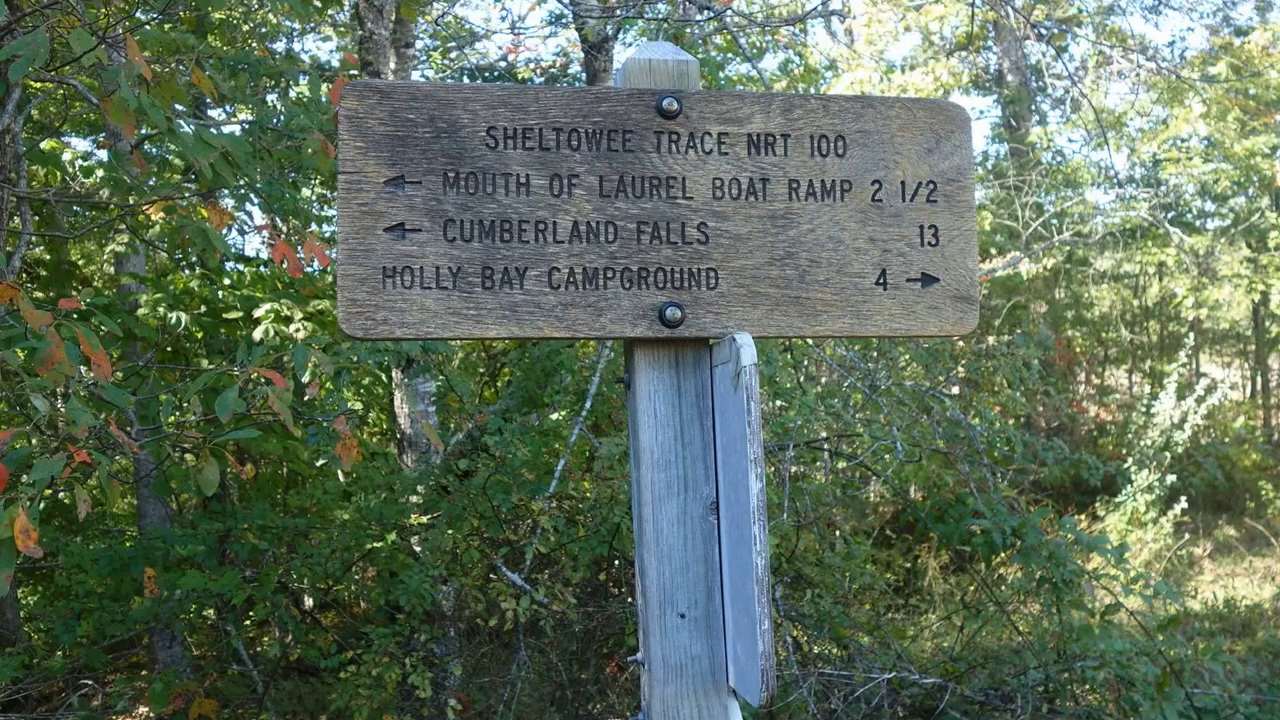 SHELTOWEE TRACE NRT 100
← MOUTH OF LAUREL BOAT RAMP 2 1/2
← CUMBERLAND FALLS 13
HOLLY BAY CAMPGROUND 4 →